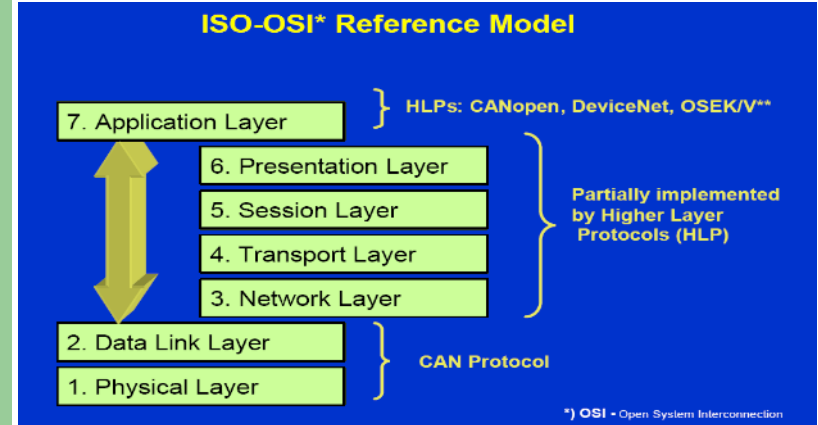 ISO-OSI* Reference Model
7. Application Layer
HLPs: CANopen, DeviceNet, OSEK/V**
6. Presentation Layer
5. Session Layer
4. Transport Layer
3. Network Layer
Partially implemented
by Higher Layer
Protocols (HLP)
2. Data Link Layer
1. Physical Layer
CAN Protocol
*) OSI - Open System Interconnection